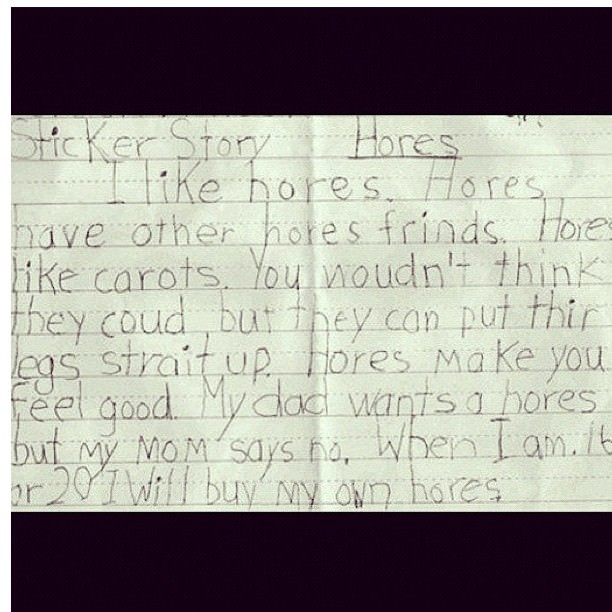 Sticker Story Hores
I like hores. Hores
have other hores frinds. Hores
like carots. You woudn't think
they coud but they can put thir
legs strait up. Hores make you
feel good. My dad wants a hores
but my mom says no. When I am. 16
or 20 I will buy my own hores